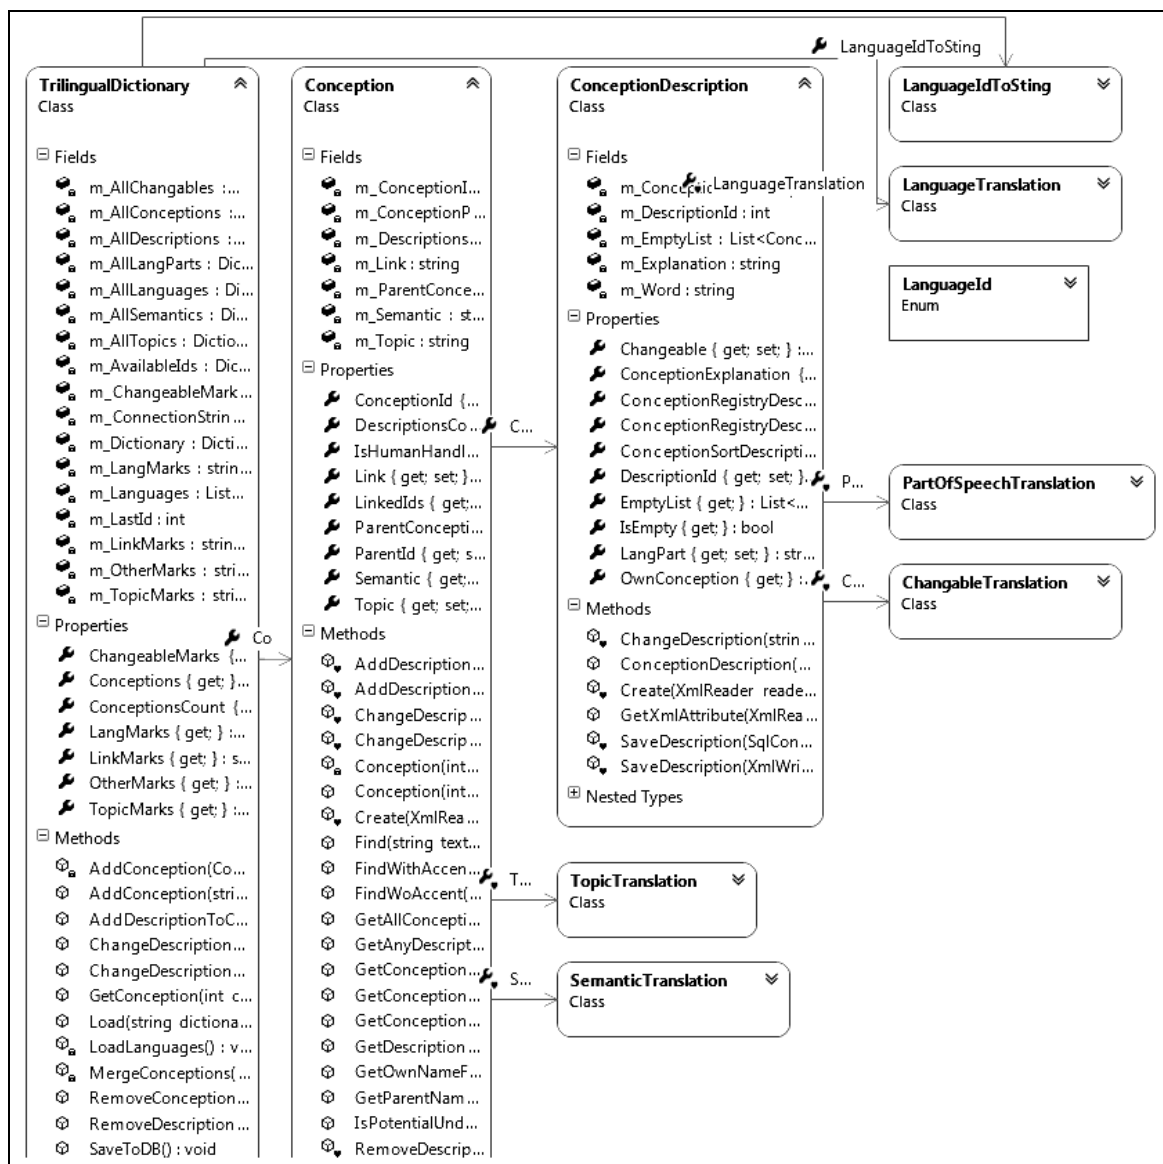 LanguageIdToSting
TrilingualDictionary
Class
Fields
m_AllChangables :...
m_AllConceptions :...
m_AllDescriptions :...
m_AllLangParts : Dic...
m_AllLanguages : Di...
m_AllSemantics : Di...
m_AllTopics : Dictio...
m_AvailableIds : Dic...
m_ChangeableMark...
m_ConnectionStrin...
m_Dictionary : Dicti...
m_LangMarks : strin...
m_Languages : List...
m_LastId : int
m_LinkMarks : strin...
m_OtherMarks : stri...
m_TopicMarks : stri...
Properties
Co
ChangeableMarks {...
Conceptions { get; }...
ConceptionsCount {...
LangMarks { get; } :...
LinkMarks { get; } : s...
OtherMarks { get; } :...
TopicMarks { get; } :...
Methods
AddConception(Co...
AddConception(stri...
AddDescriptionToC...
ChangeDescription...
ChangeDescription...
GetConception(int c...
Load(string dictiona...
LoadLanguages() : v...
MergeConceptions(...
RemoveConception...
RemoveDescription...
SaveToDB() : void
Conception
Class
Fields
m_ConceptionI...
m_ConceptionP...
m_Descriptions...
m_Link : string
m_ParentConce...
m_Semantic : st...
m_Topic : string
Properties
ConceptionId {...
DescriptionsCo...
C...
IsHumanHandl...
Link { get; set; }...
LinkedIds { get;...
ParentConcepti...
ParentId { get; s...
Semantic { get;...
Topic { get; set;...
Methods
AddDescription...
AddDescription...
ChangeDescrip...
ChangeDescrip...
Conception(int...
Conception(int...
Create(XmlRea...
Find(string text...
FindWithAccen...
T...
FindWoAccent(...
GetAllConcepti...
GetAnyDescript...
GetConception...
S...
GetConception...
GetConception...
GetDescription...
GetOwnNameF...
GetParentNam...
IsPotentialUnd...
RemoveDescrip...
ConceptionDescription
Class
Fields
m_Conceptic
LanguageTranslation
m_DescriptionId : int
m_EmptyList : List<Conc...
m_Explanation : string
m_Word : string
Properties
Changeable { get; set; } :...
ConceptionExplanation {...
ConceptionRegistryDesc...
ConceptionRegistryDesc...
ConceptionSortDescripti...
DescriptionId { get; set; }...
P...
EmptyList { get; } : List<...
IsEmpty { get; } : bool
LangPart { get; set; } : str...
OwnConception { get; } :...
C...
Methods
ChangeDescription(strin...
ConceptionDescription(...
Create(XmlReader reade...
GetXmlAttribute(XmlRea...
SaveDescription(SqlCon...
SaveDescription(XmlWri...
Nested Types
TopicTranslation
Class
SemanticTranslation
Class
LanguageIdToSting
Class
LanguageTranslation
Class
LanguageId
Enum
PartOfSpeechTranslation
Class
ChangableTranslation
Class